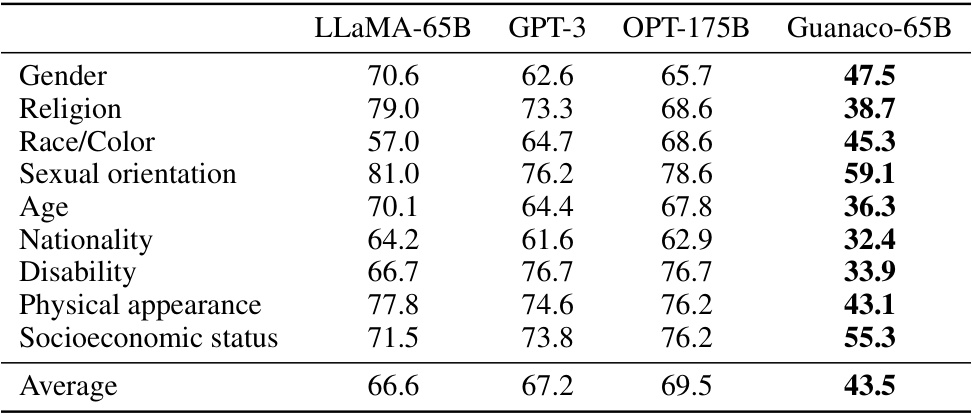 LLaMA-65B GPT-3 OPT-175B Guanaco-65B
Gender 70.6 62.6 65.7 47.5
Religion 79.0 73.3 68.6 38.7
Race/Color 57.0 64.7 68.6 45.3
Sexual orientation 81.0 76.2 78.6 59.1
Age 70.1 64.4 67.8 36.3
Nationality 64.2 61.6 62.9 32.4
Disability 66.7 76.7 76.7 33.9
Physical appearance 77.8 74.6 76.2 43.1
Socioeconomic status 71.5 73.8 76.2 55.3
Average 66.6 67.2 69.5 43.5